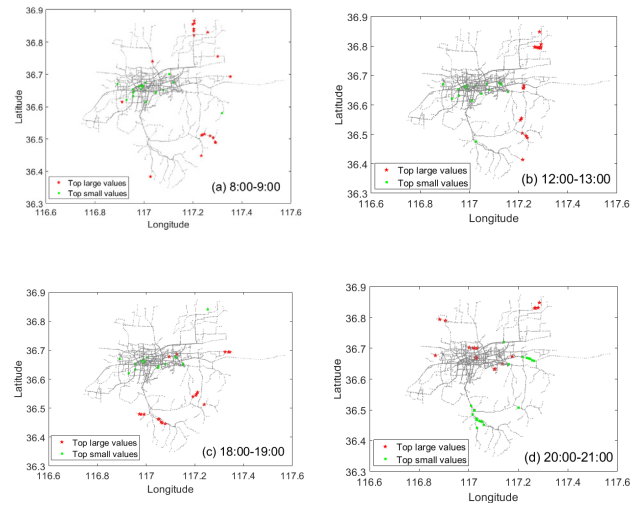 36.9
36.8
36.7
36.6
36.5
36.4
36.3
Latitude
Top large values
Top small values
(a) 8:00-9:00
116.6 116.8 117 117.2 117.4 117.6
Longitude
36.9
36.8
36.7
36.6
36.5
36.4
36.3
Latitude
Top large values
Top small values
(b) 12:00-13:00
116.6 116.8 117 117.2 117.4 117.6
Longitude
36.9
36.8
36.7
36.6
36.5
36.4
36.3
Latitude
Top large values
Top small values
(c) 18:00-19:00
116.6 116.8 117 117.2 117.4 117.6
Longitude
36.9
36.8
36.7
36.6
36.5
36.4
36.3
Latitude
Top large values
Top small values
(d) 20:00-21:00
116.6 116.8 117 117.2 117.4 117.6
Longitude